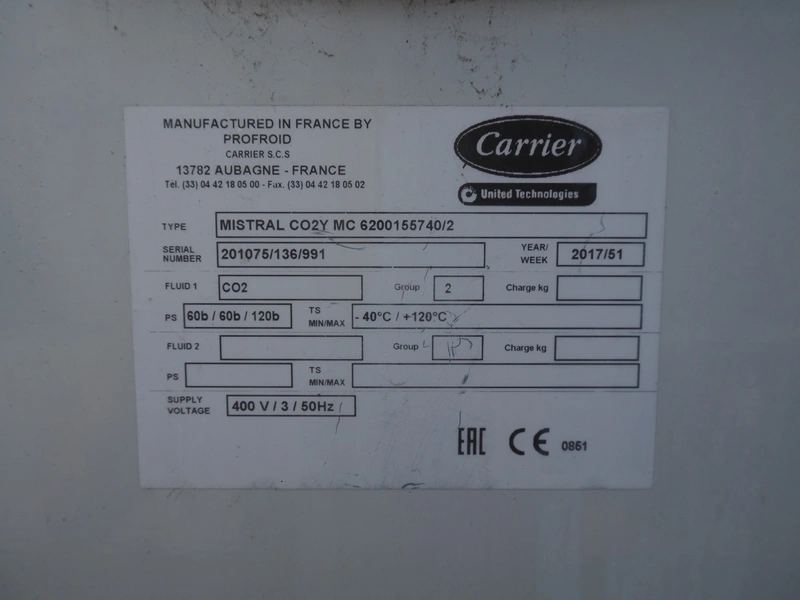 MANUFACTURED IN FRANCE BY
PROFROID
CARRIER S.C.S
13782 AUBAGNE - FRANCE
Tél. (33) 04 42 18 05 00 - Fax. (33) 04 42 18 05 02
Carrier
United Technologies
TYPE MISTRAL CO2Y MC 6200155740/2
SERIAL NUMBER 201075/136/991 YEAR/ WEEK 2017/51
FLUID 1 CO2 Group 2 Charge kg
PS 60b / 60b / 120b TS MIN/MAX - 40°C / +120°C
FLUID 2 Group Charge kg
PS TS MIN/MAX
SUPPLY VOLTAGE 400 V / 3 / 50Hz
EAC CE 0851